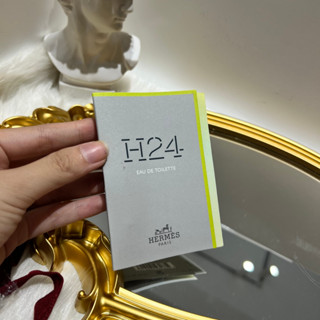 H24
EAU DE TOILETTE
HERMÈS
PARIS